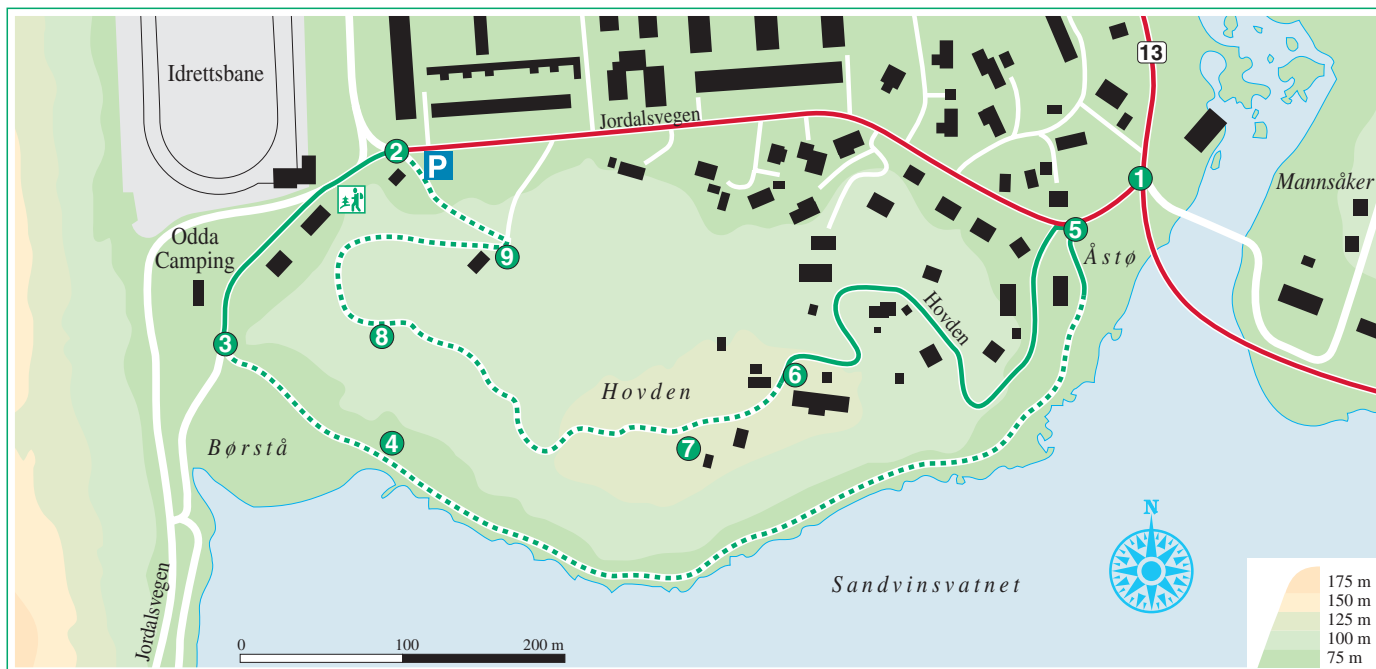 13
Idrettsbane
Jordalsvegen
2
P
1
Mannsåker
5
Odda
Camping
9
Åstø
Hovden
8
3
6
Hovden
7
4
Børstå
N
Sandvinsvatnet
175 m
150 m
125 m
100 m
75 m
Jordalsvegen
0 100 200 m